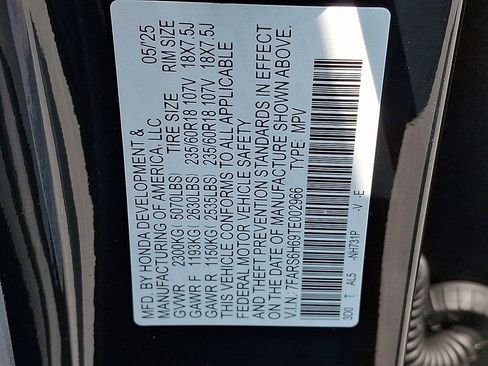 MFD. BY HONDA DEVELOPMENT & 05/'25
MANUFACTURING OF AMERICA, LLC
TIRE SIZE RIM SIZE
GVWR 2300KG( 5070LBS) 235/60R18 107V 18X7.5J
GAWR F 1193KG( 2630LBS) 235/60R18 107V 18X7.5J
GAWR R 1150KG( 2535LBS)
THIS VEHICLE CONFORMS TO ALL APPLICABLE
FEDERAL MOTOR VEHICLE SAFETY
AND THEFT PREVENTION STANDARDS IN EFFECT
ON THE DATE OF MANUFACTURE SHOWN ABOVE.
V.I.N.: 7FARS6H69TE002966 TYPE: MPV
3D0 T AL5 -NH731P -V -E